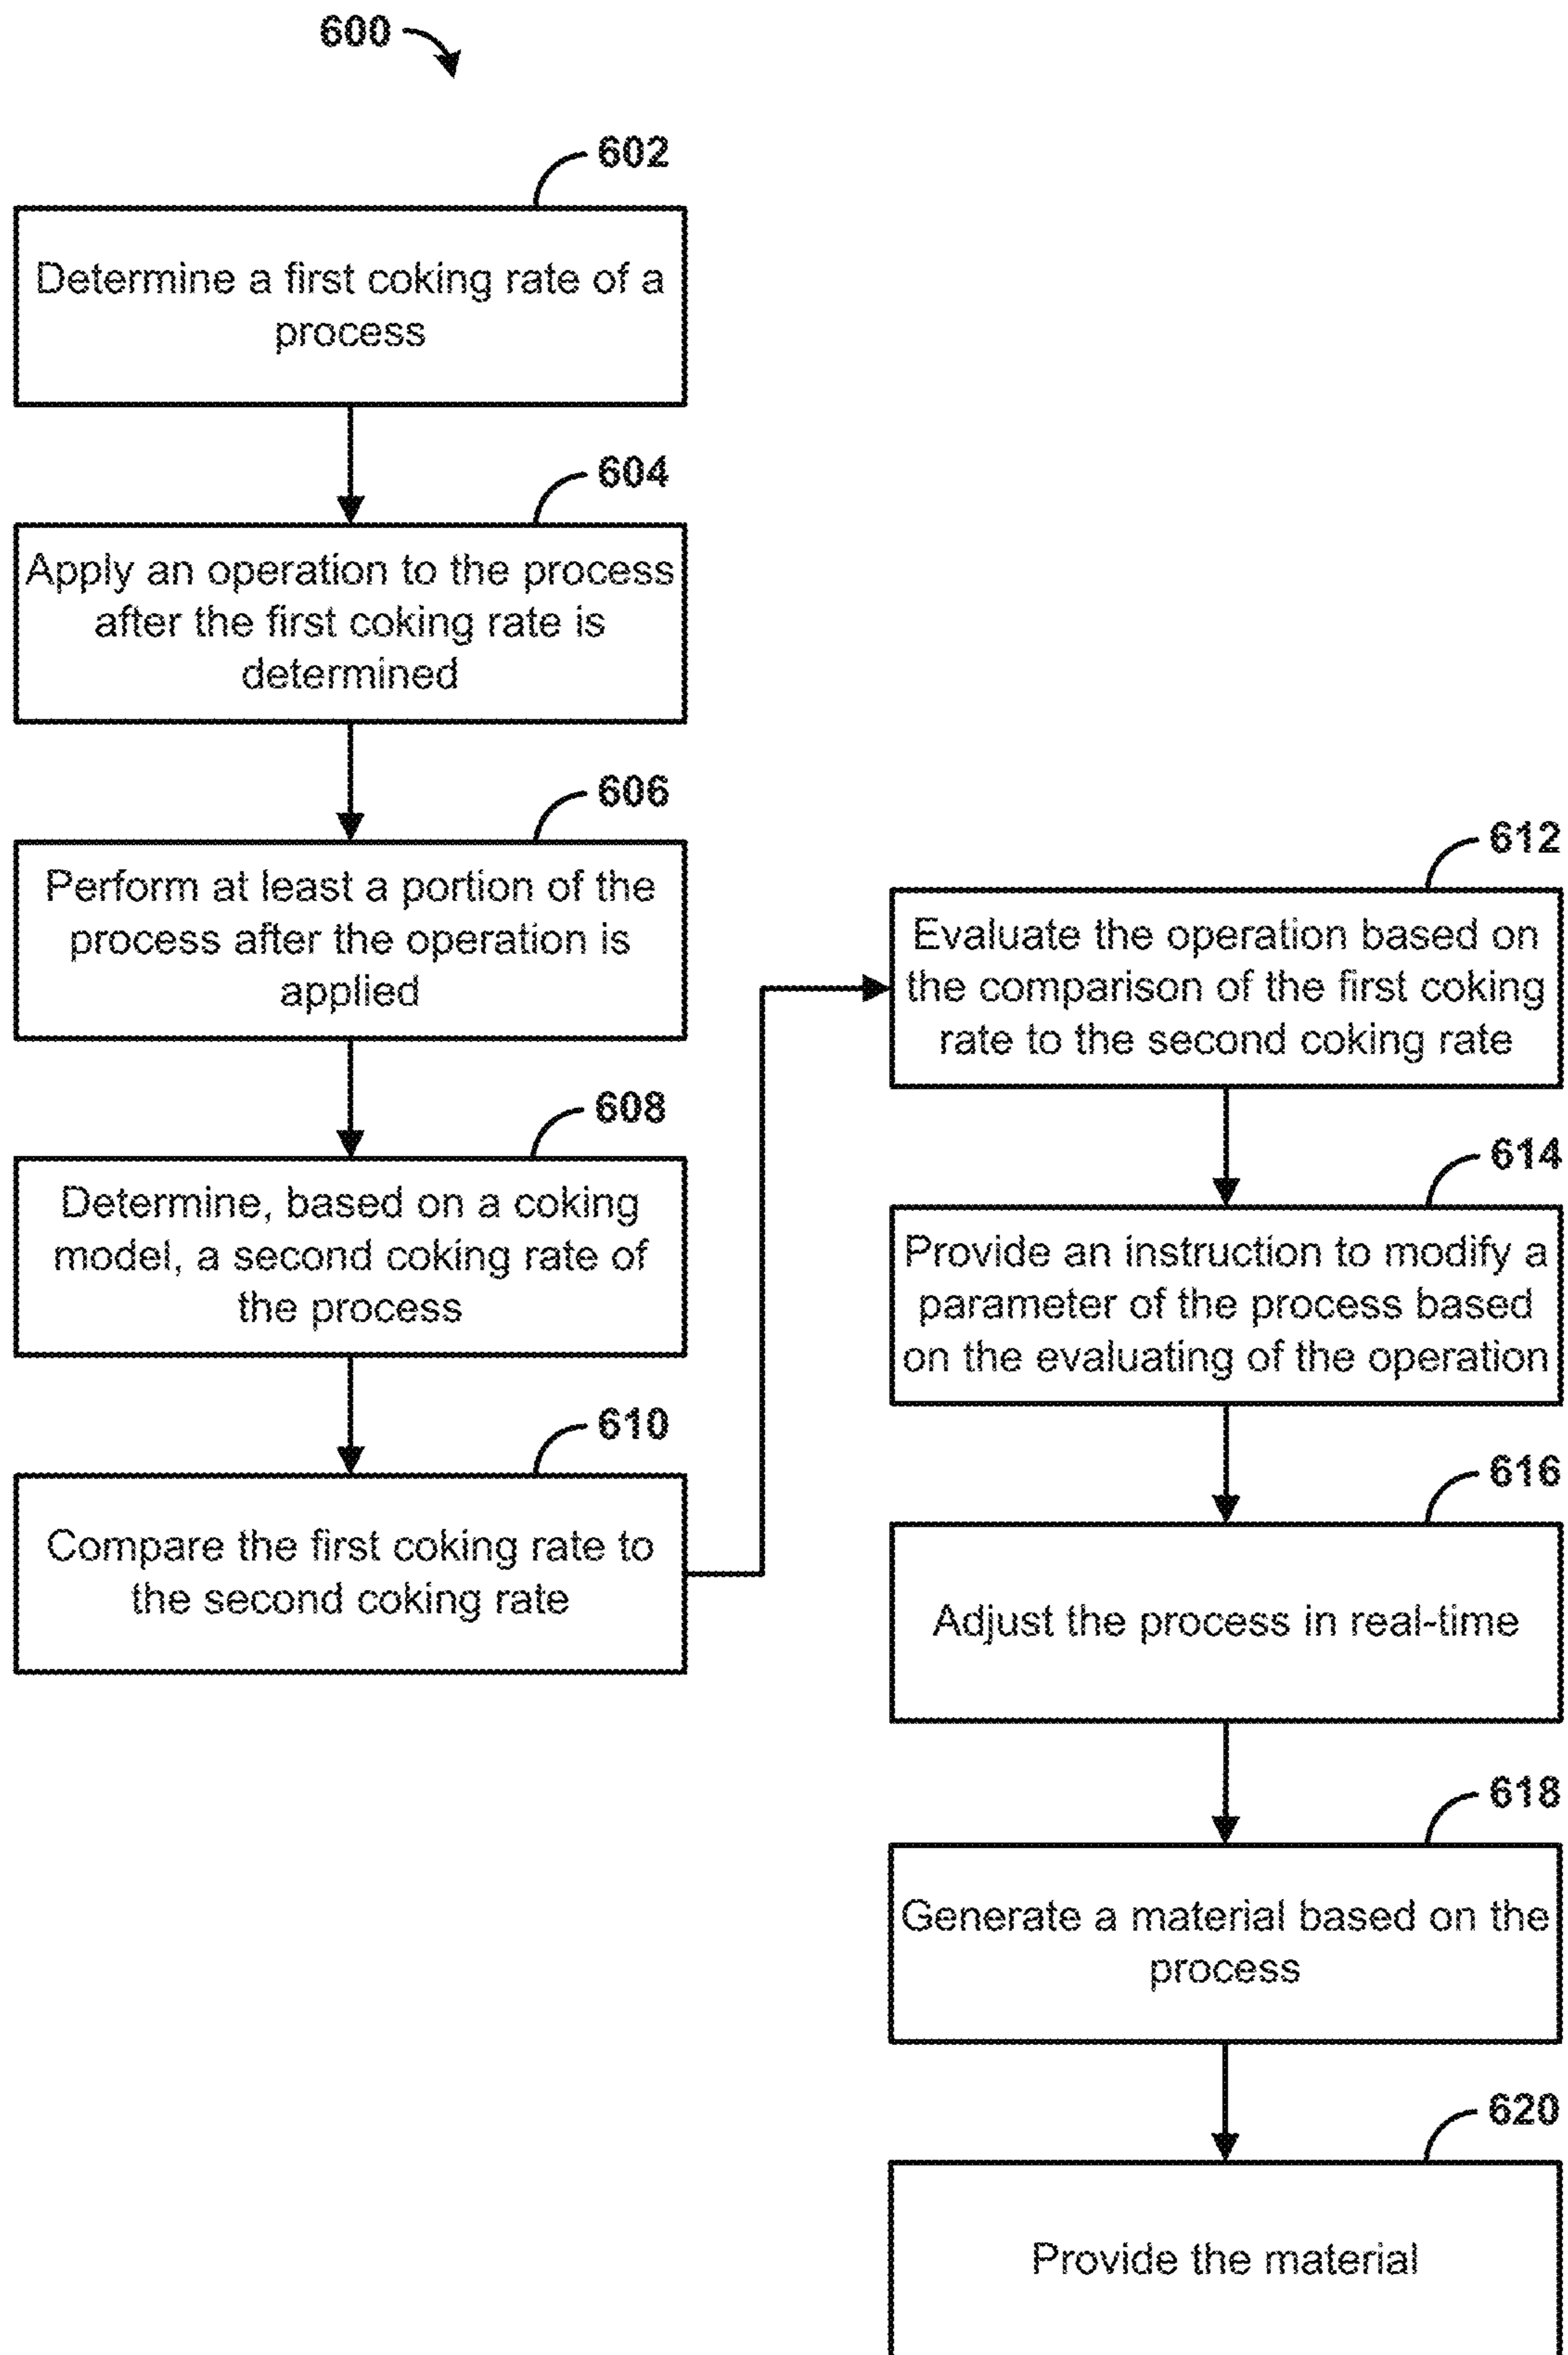 600
602
Determine a first coking rate of a
process
604
Apply an operation to the process
after the first coking rate is
determined
606
Perform at least a portion of the
process after the operation is
applied
608
Determine, based on a coking
model, a second coking rate of
the process
610
Compare the first coking rate to
the second coking rate
612
Evaluate the operation based on
the comparison of the first coking
rate to the second coking rate
614
Provide an instruction to modify a
parameter of the process based
on the evaluating of the operation
616
Adjust the process in real-time
618
Generate a material based on the
process
620
Provide the material